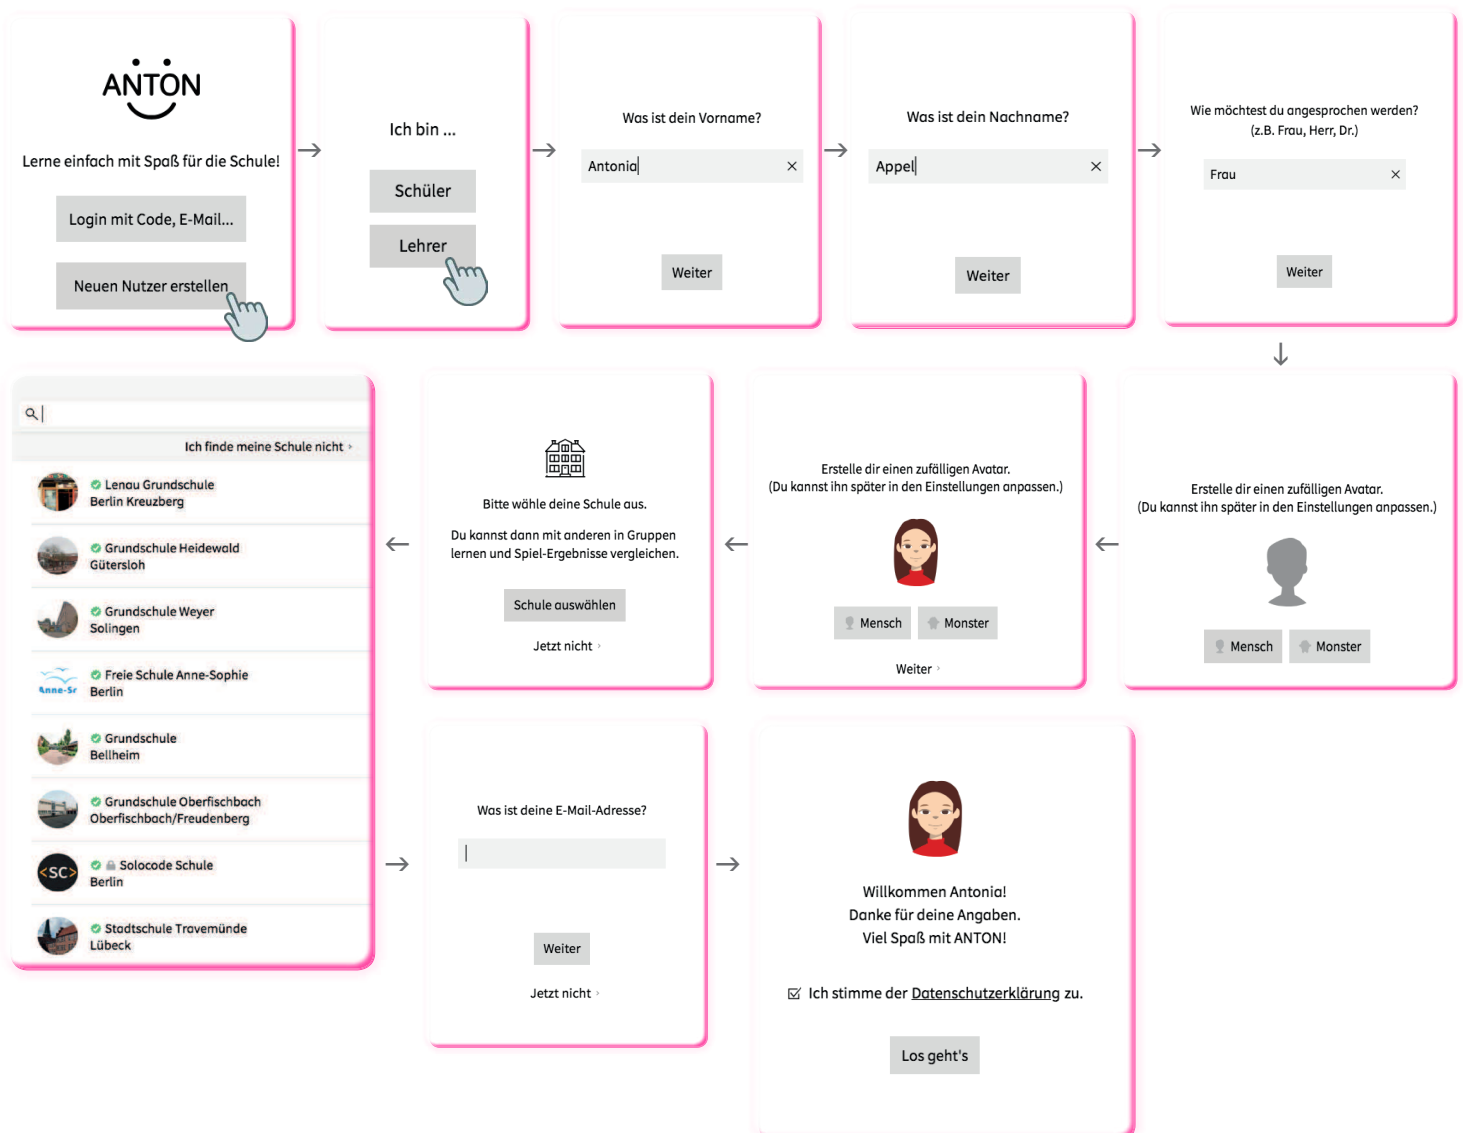 ANTON
Lerne einfach mit Spaß für die Schule!
Login mit Code, E-Mail...
Neuen Nutzer erstellen
Ich bin ...
Schüler
Lehrer
Was ist dein Vorname?
Antonia
Weiter
Was ist dein Nachname?
Appel
Weiter
Wie möchtest du angesprochen werden?
(z.B. Frau, Herr, Dr.)
Frau
Weiter
Erstelle dir einen zufälligen Avatar.
(Du kannst ihn später in den Einstellungen anpassen.)
Mensch
Monster
Erstelle dir einen zufälligen Avatar.
(Du kannst ihn später in den Einstellungen anpassen.)
Mensch
Monster
Weiter
Bitte wähle deine Schule aus.
Du kannst dann mit anderen in Gruppen
lernen und Spiel-Ergebnisse vergleichen.
Schule auswählen
Jetzt nicht
Ich finde meine Schule nicht
Lenau Grundschule
Berlin Kreuzberg
Grundschule Heidewald
Gütersloh
Grundschule Weyer
Solingen
Freie Schule Anne-Sophie
Berlin
Grundschule
Bellheim
Grundschule Oberfischbach
Oberfischbach/Freudenberg
<SC>
Solocode Schule
Berlin
Stadtschule Travemünde
Lübeck
Was ist deine E-Mail-Adresse?
Weiter
Jetzt nicht
Willkommen Antonia!
Danke für deine Angaben.
Viel Spaß mit ANTON!
Ich stimme der Datenschutzerklärung zu.
Los geht's